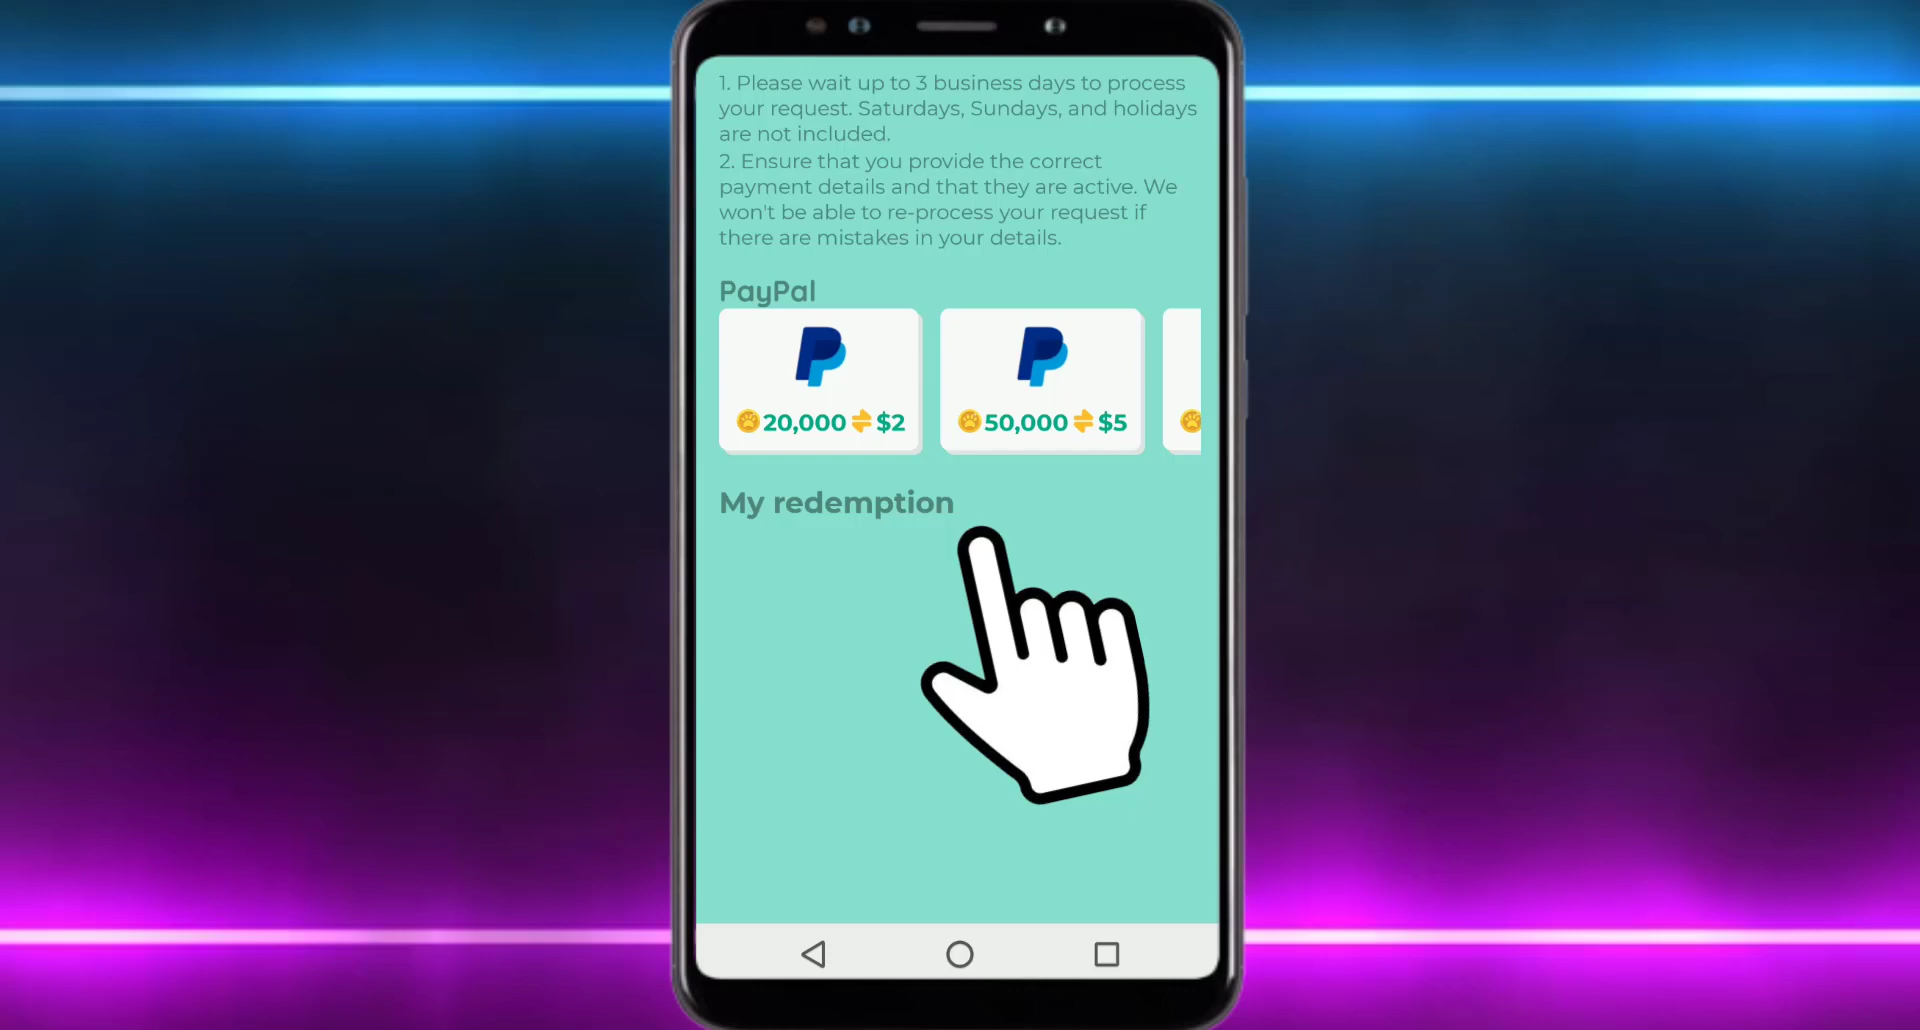 1. Please wait up to 3 business days to process
your request. Saturdays, Sundays, and holidays
are not included.
2. Ensure that you provide the correct
payment details and that they are active. We
won't be able to re-process your request if
there are mistakes in your details.
PayPal
20,000 $2
50,000 $5
My redemption